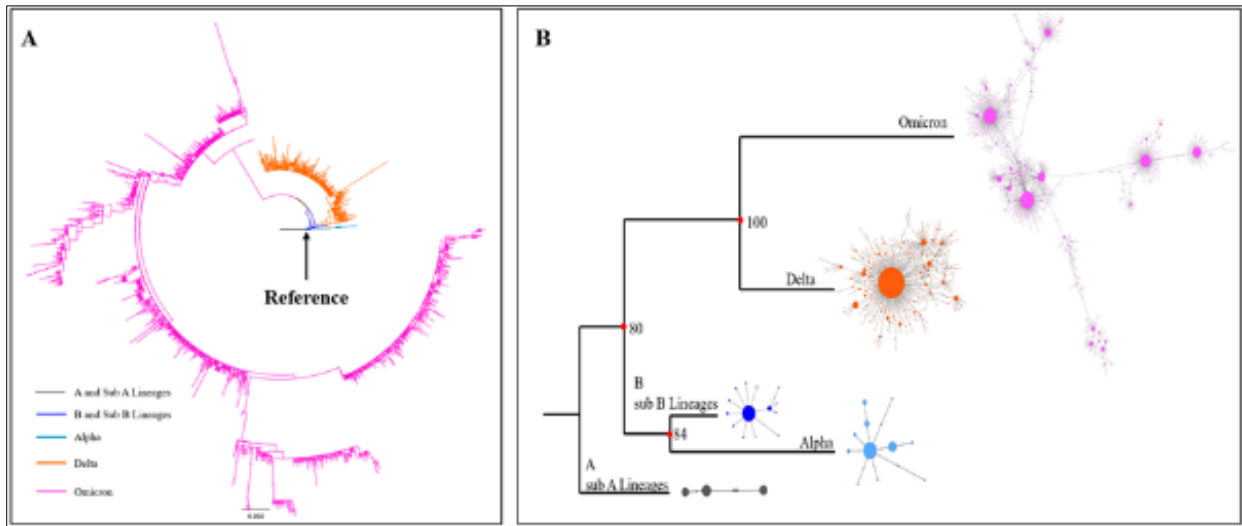 A
Reference
A and Sub A Lineages
B and Sub B Lineages
Alpha
Delta
Omicron
B
Omicron
100
Delta
80
B
sub B Lineages
84
Alpha
A
sub A Lineages